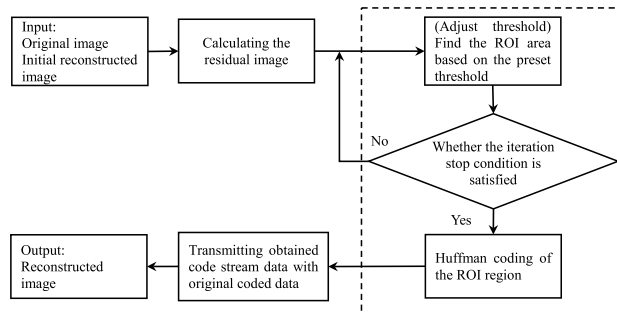 Input:
Original image
Initial reconstructed
image
Calculating the
residual image
(Adjust threshold)
Find the ROI area
based on the preset
threshold
No
Whether the iteration
stop condition is
satisfied
Yes
Huffman coding of
the ROI region
Transmitting obtained
code stream data with
original coded data
Output:
Reconstructed
image